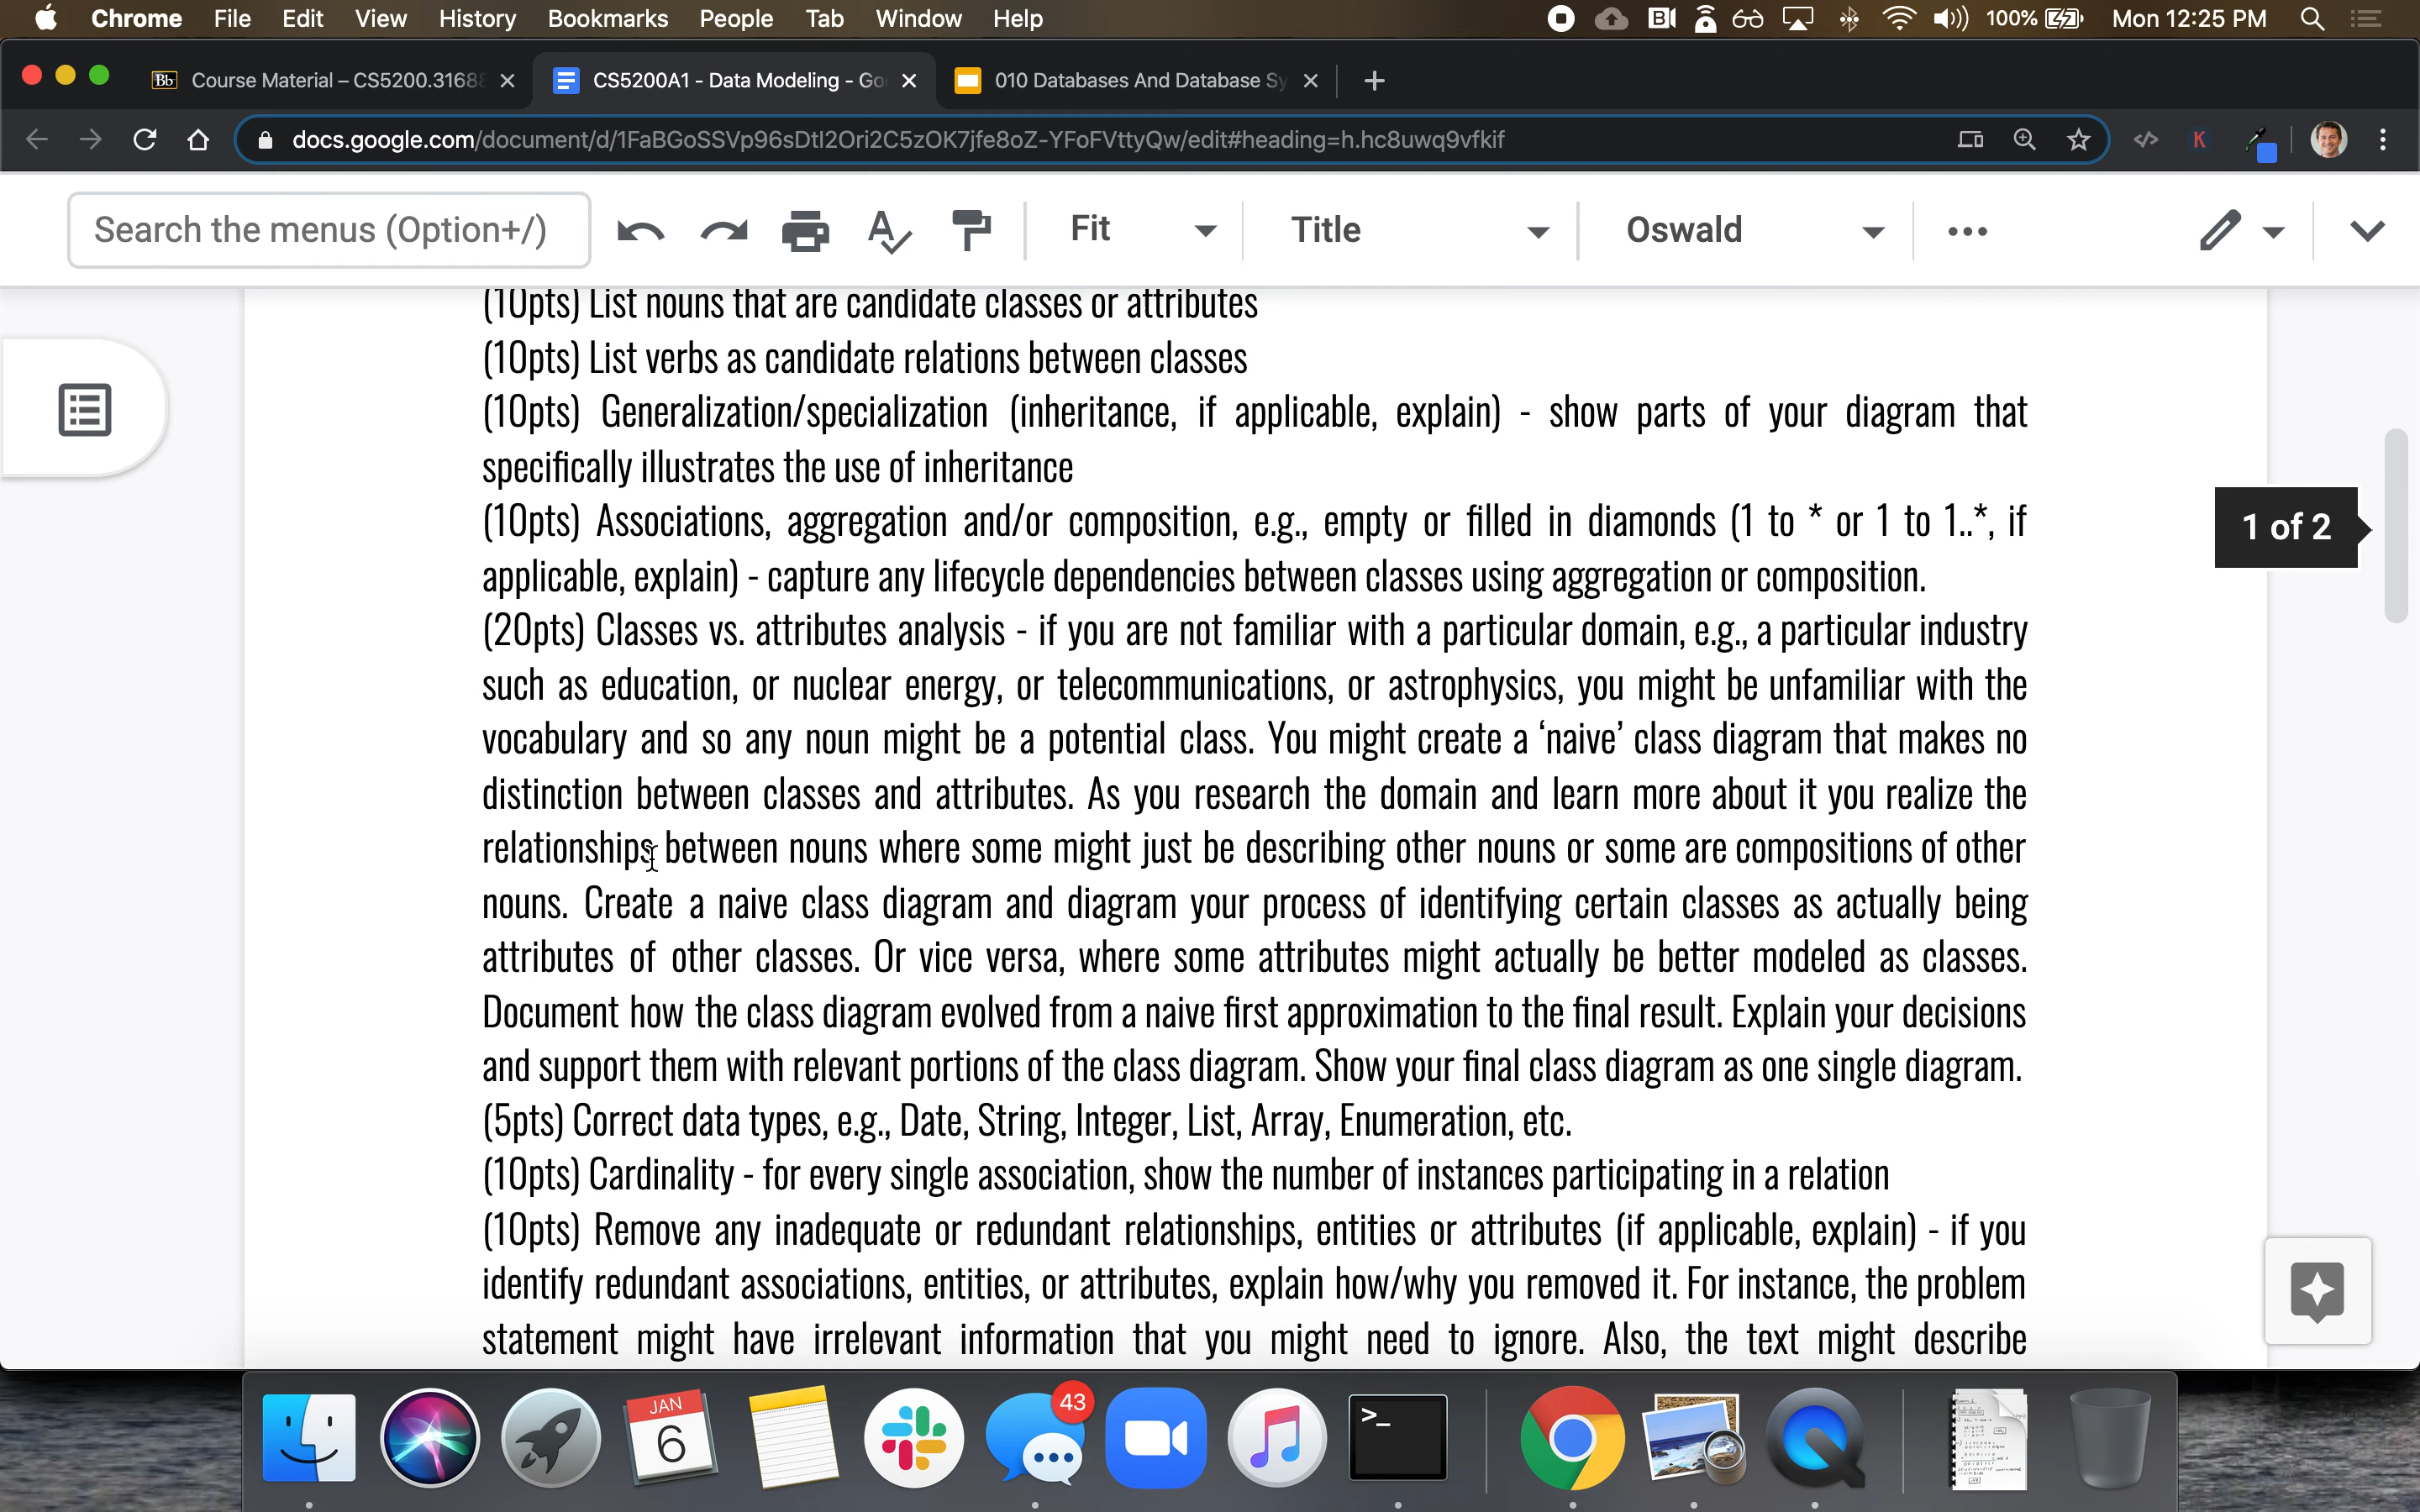 Chrome File Edit View History Bookmarks People Tab Window Help 100% Mon 12:25 PM
Bb Course Material – CS5200.3168 CS5200A1 - Data Modeling - Go 010 Databases And Database Sy
docs.google.com/document/d/1FaBGoSSVp96sDtI2Ori2C5zOK7jfe8oZ-YFoFVttyQw/edit#heading=h.hc8uwq9vfkif
Search the menus (Option+/) Fit Title Oswald
(10pts) List nouns that are candidate classes or attributes
(10pts) List verbs as candidate relations between classes
(10pts) Generalization/specialization (inheritance, if applicable, explain) - show parts of your diagram that
specifically illustrates the use of inheritance
(10pts) Associations, aggregation and/or composition, e.g., empty or filled in diamonds (1 to * or 1 to 1..*, if
applicable, explain) - capture any lifecycle dependencies between classes using aggregation or composition.
1 of 2
(20pts) Classes vs. attributes analysis - if you are not familiar with a particular domain, e.g., a particular industry
such as education, or nuclear energy, or telecommunications, or astrophysics, you might be unfamiliar with the
vocabulary and so any noun might be a potential class. You might create a ‘naive’ class diagram that makes no
distinction between classes and attributes. As you research the domain and learn more about it you realize the
relationships between nouns where some might just be describing other nouns or some are compositions of other
nouns. Create a naive class diagram and diagram your process of identifying certain classes as actually being
attributes of other classes. Or vice versa, where some attributes might actually be better modeled as classes.
Document how the class diagram evolved from a naive first approximation to the final result. Explain your decisions
and support them with relevant portions of the class diagram. Show your final class diagram as one single diagram.
(5pts) Correct data types, e.g., Date, String, Integer, List, Array, Enumeration, etc.
(10pts) Cardinality - for every single association, show the number of instances participating in a relation
(10pts) Remove any inadequate or redundant relationships, entities or attributes (if applicable, explain) - if you
identify redundant associations, entities, or attributes, explain how/why you removed it. For instance, the problem
statement might have irrelevant information that you might need to ignore. Also, the text might describe
JAN
6
43
>_